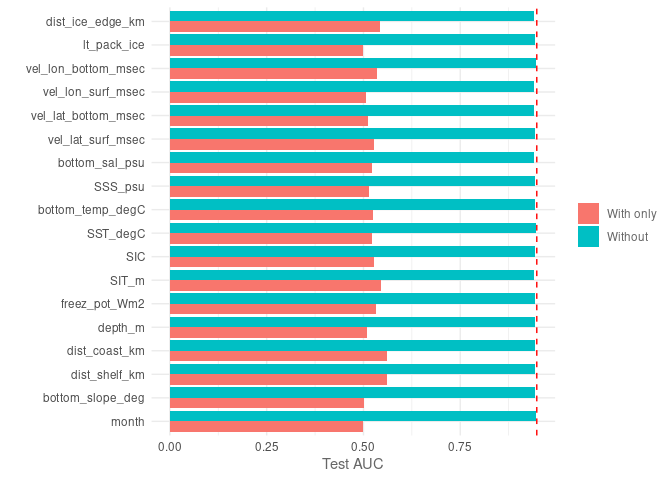 dist_ice_edge_km
lt_pack_ice
vel_lon_bottom_msec
vel_lon_surf_msec
vel_lat_bottom_msec
vel_lat_surf_msec
bottom_sal_psu
SSS_psu
bottom_temp_degC
SST_degC
SIC
SIT_m
freez_pot_Wm2
depth_m
dist_coast_km
dist_shelf_km
bottom_slope_deg
month
0.00 0.25 0.50 0.75
Test AUC
With only
Without